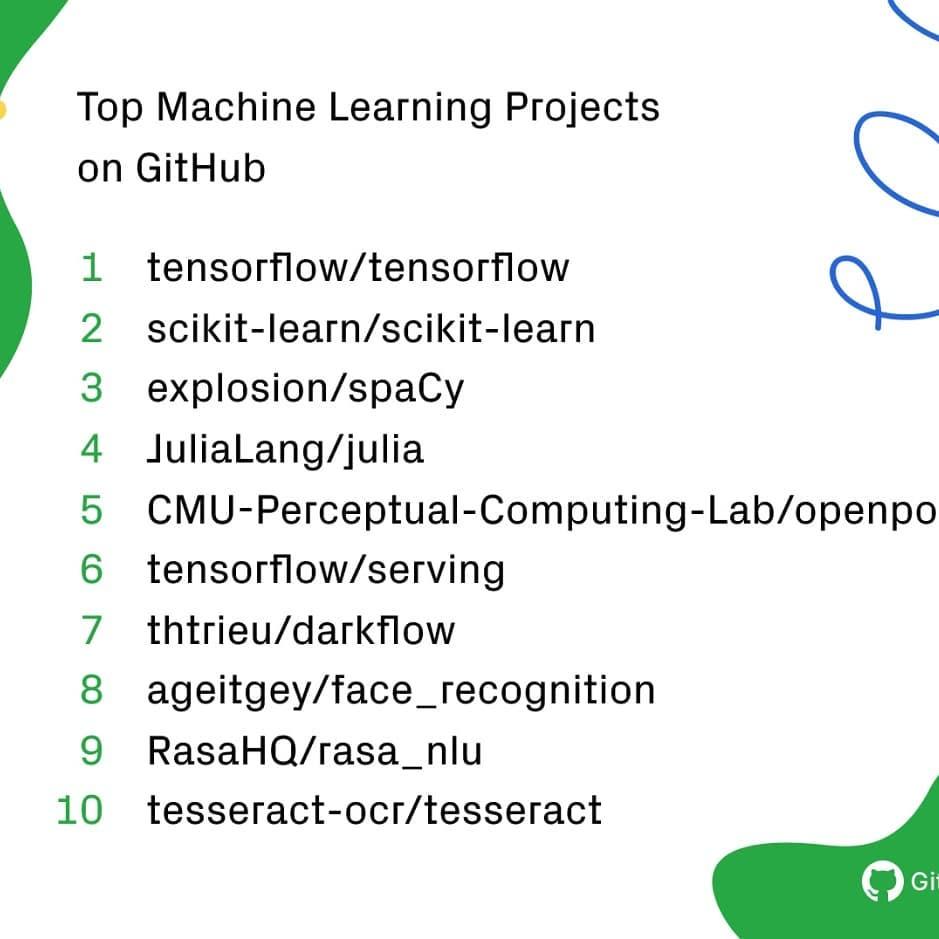 Top Machine Learning Projects
on GitHub
1 tensorflow/tensorflow
2 scikit-learn/scikit-learn
3 explosion/spaCy
4 JuliaLang/julia
5 CMU-Perceptual-Computing-Lab/openpo
6 tensorflow/serving
7 thtrieu/darkflow
8 ageitgey/face_recognition
9 RasaHQ/rasa_nlu
10 tesseract-ocr/tesseract
Git